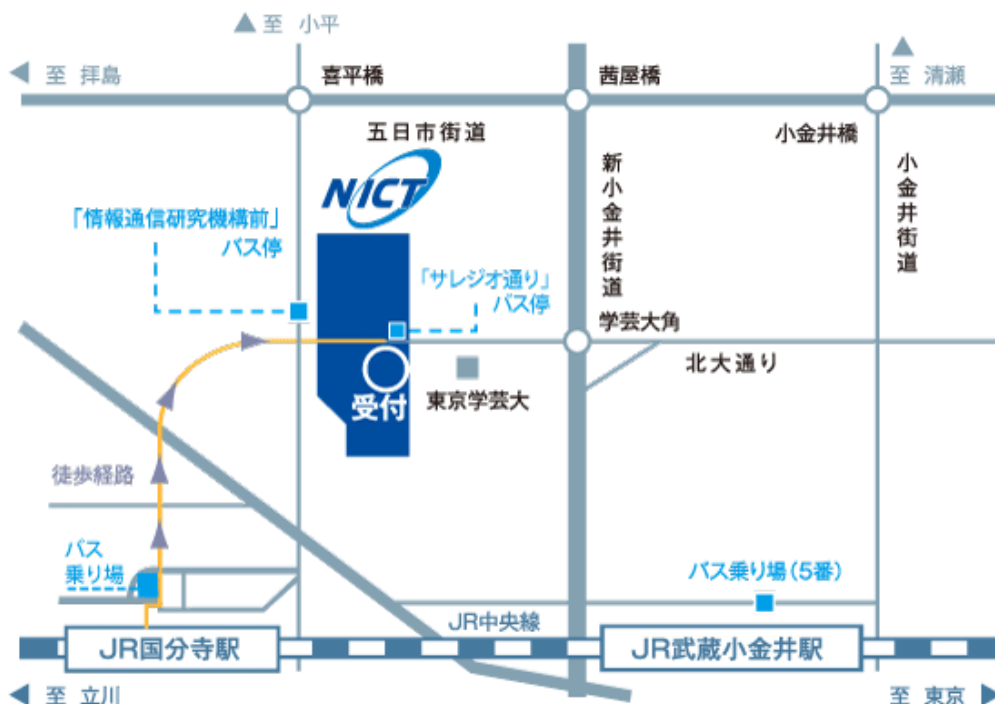 至 小平
至 拝島
喜平橋
茜屋橋
至 清瀬
五日市街道
小金井橋
NICT
新小金井街道
小金井街道
「情報通信研究機構前」
バス停
「サレジオ通り」
バス停
学芸大角
北大通り
受付
東京学芸大
徒歩経路
バス
乗り場
バス乗り場(5番)
JR中央線
JR国分寺駅
JR武蔵小金井駅
至 立川
至 東京